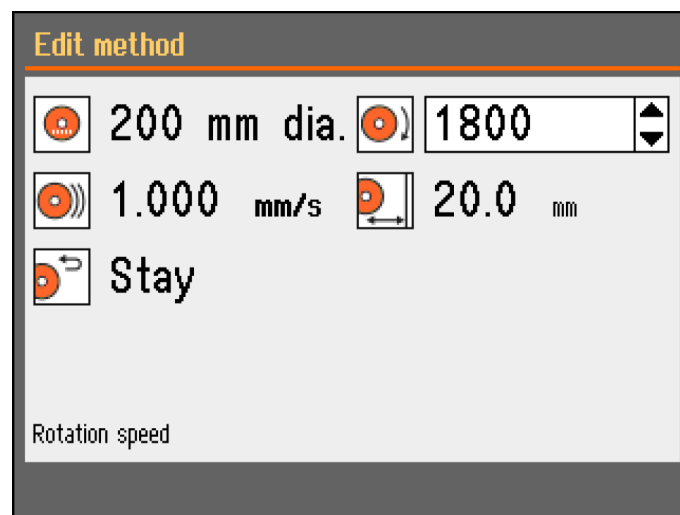 Edit method
200 mm dia. 1800
1.000 mm/s 20.0 mm
Stay
Rotation speed